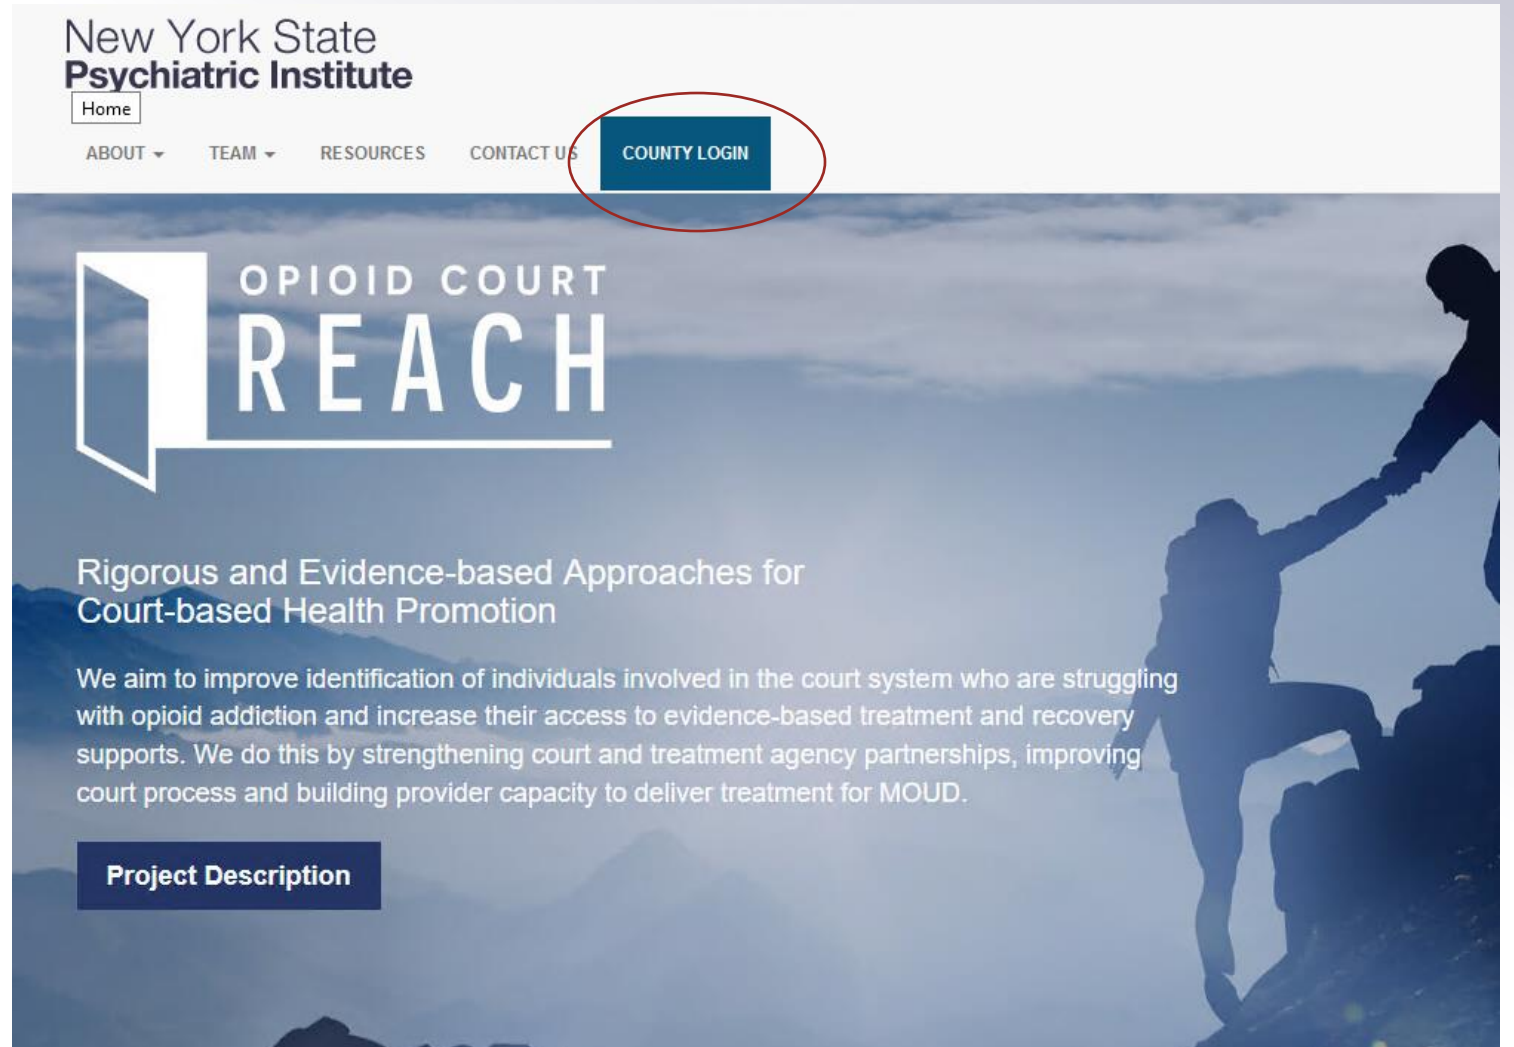 New York State
Psychiatric Institute
Home
ABOUT
TEAM
RESOURCES
CONTACT US
COUNTY LOGIN
OPIOID COURT
REACH
Rigorous and Evidence-based Approaches for
Court-based Health Promotion
We aim to improve identification of individuals involved in the court system who are struggling
with opioid addiction and increase their access to evidence-based treatment and recovery
supports. We do this by strengthening court and treatment agency partnerships, improving
court process and building provider capacity to deliver treatment for MOUD.
Project Description